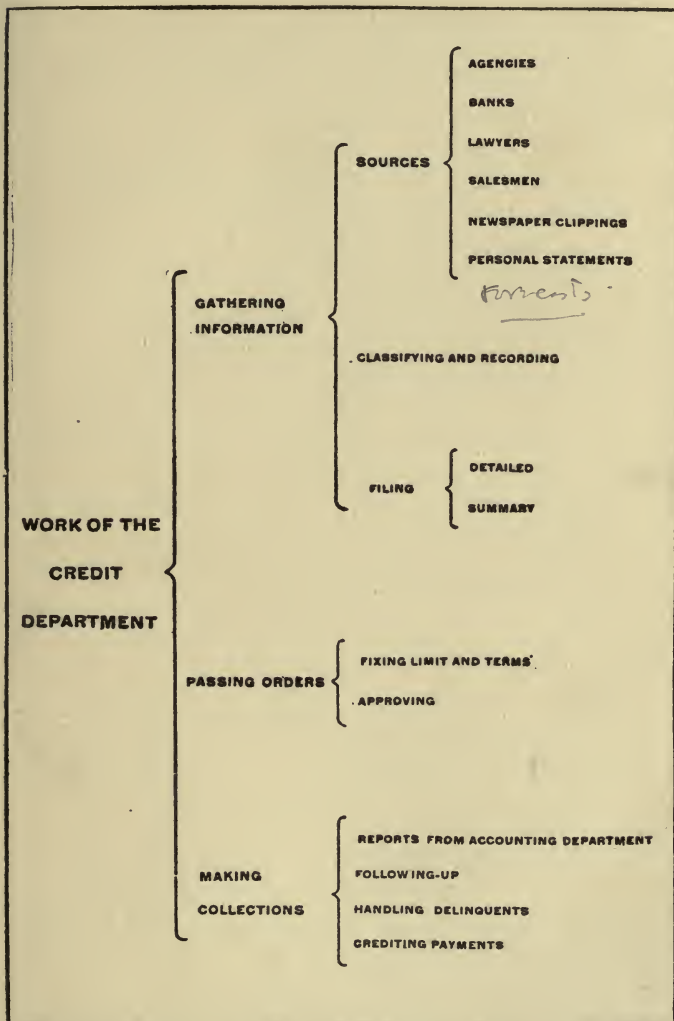 AGENCIES
BANKS
LAWYERS
SOURCES
SALESMEN
NEWSPAPER CLIPPINGS
PERSONAL STATEMENTS
GATHERING
INFORMATION
CLASSIFYING AND RECORDING
DETAILED
FILING
SUMMARY
WORK OF THE
CREDIT
DEPARTMENT
PASSING ORDERS
FIXING LIMIT AND TERMS
APPROVING
MAKING
COLLECTIONS
REPORTS FROM ACCOUNTING DEPARTMENT
FOLLOWING-UP
HANDLING DELINQUENTS
CREDITING PAYMENTS